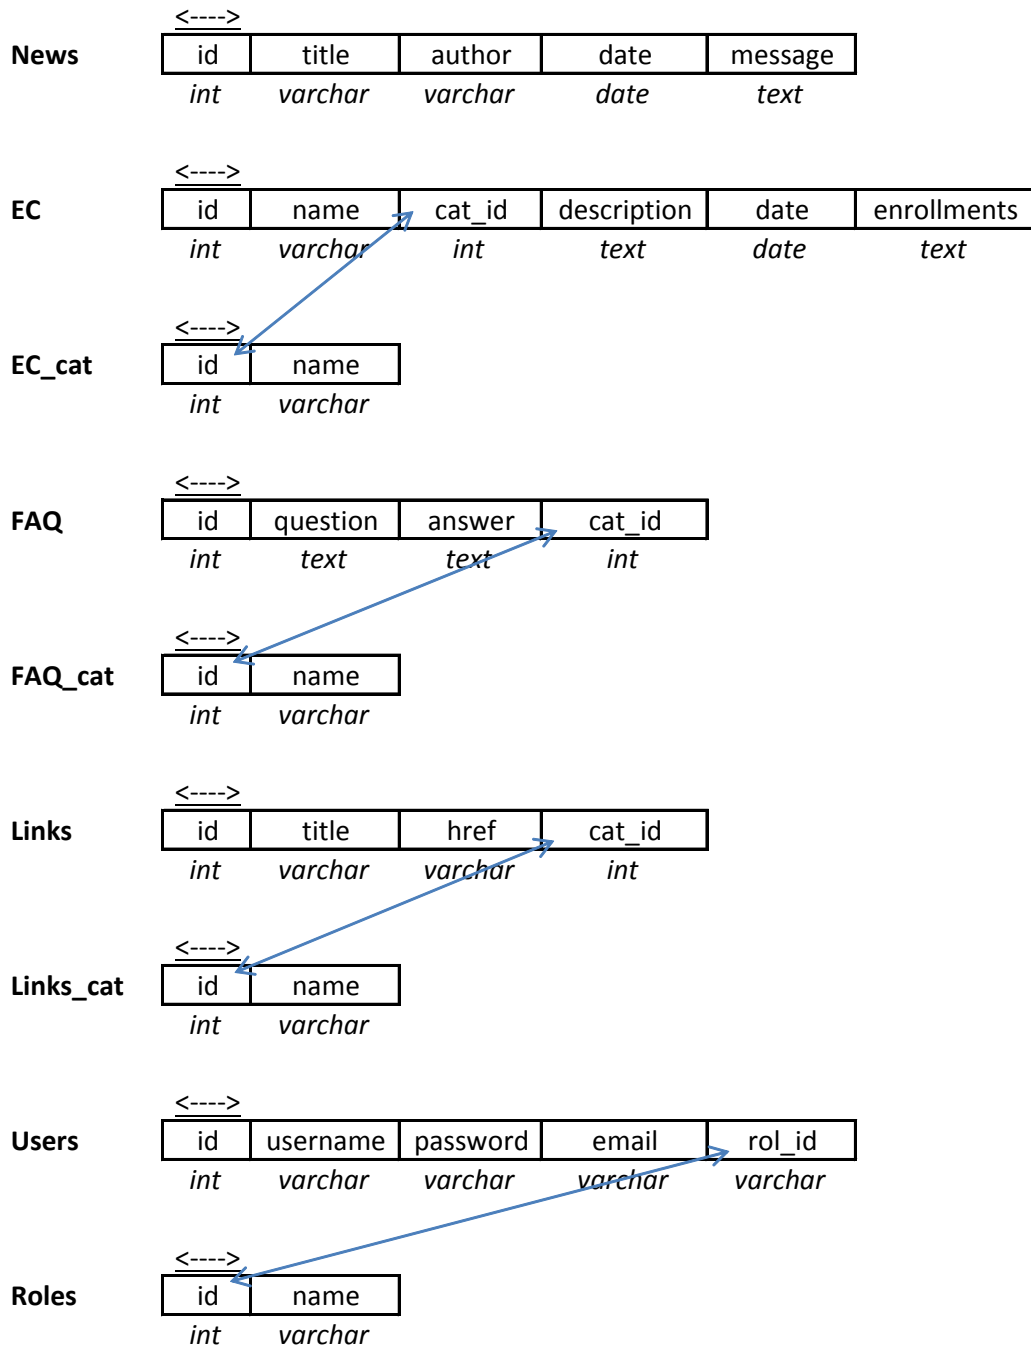 <---->
News id title author date message
int varchar varchar date text
<---->
EC id name cat_id description date enrollments
int varchar int text date text
<---->
EC_cat id name
int varchar
<---->
FAQ id question answer cat_id
int text text int
<---->
FAQ_cat id name
int varchar
<---->
Links id title href cat_id
int varchar varchar int
<---->
Links_cat id name
int varchar
<---->
Users id username password email rol_id
int varchar varchar varchar varchar
<---->
Roles id name
int varchar